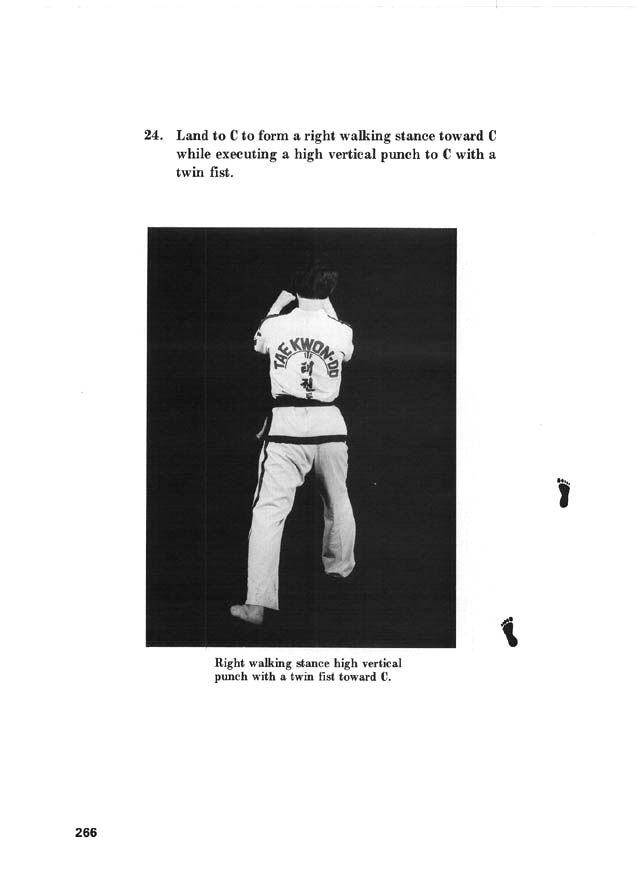 24. Land to C to form a right walking stance toward C
while executing a high vertical punch to C with a
twin fist.
TAEKWON-DO
ITF
태
권
Right walking stance high vertical
punch with a twin fist toward C.
266